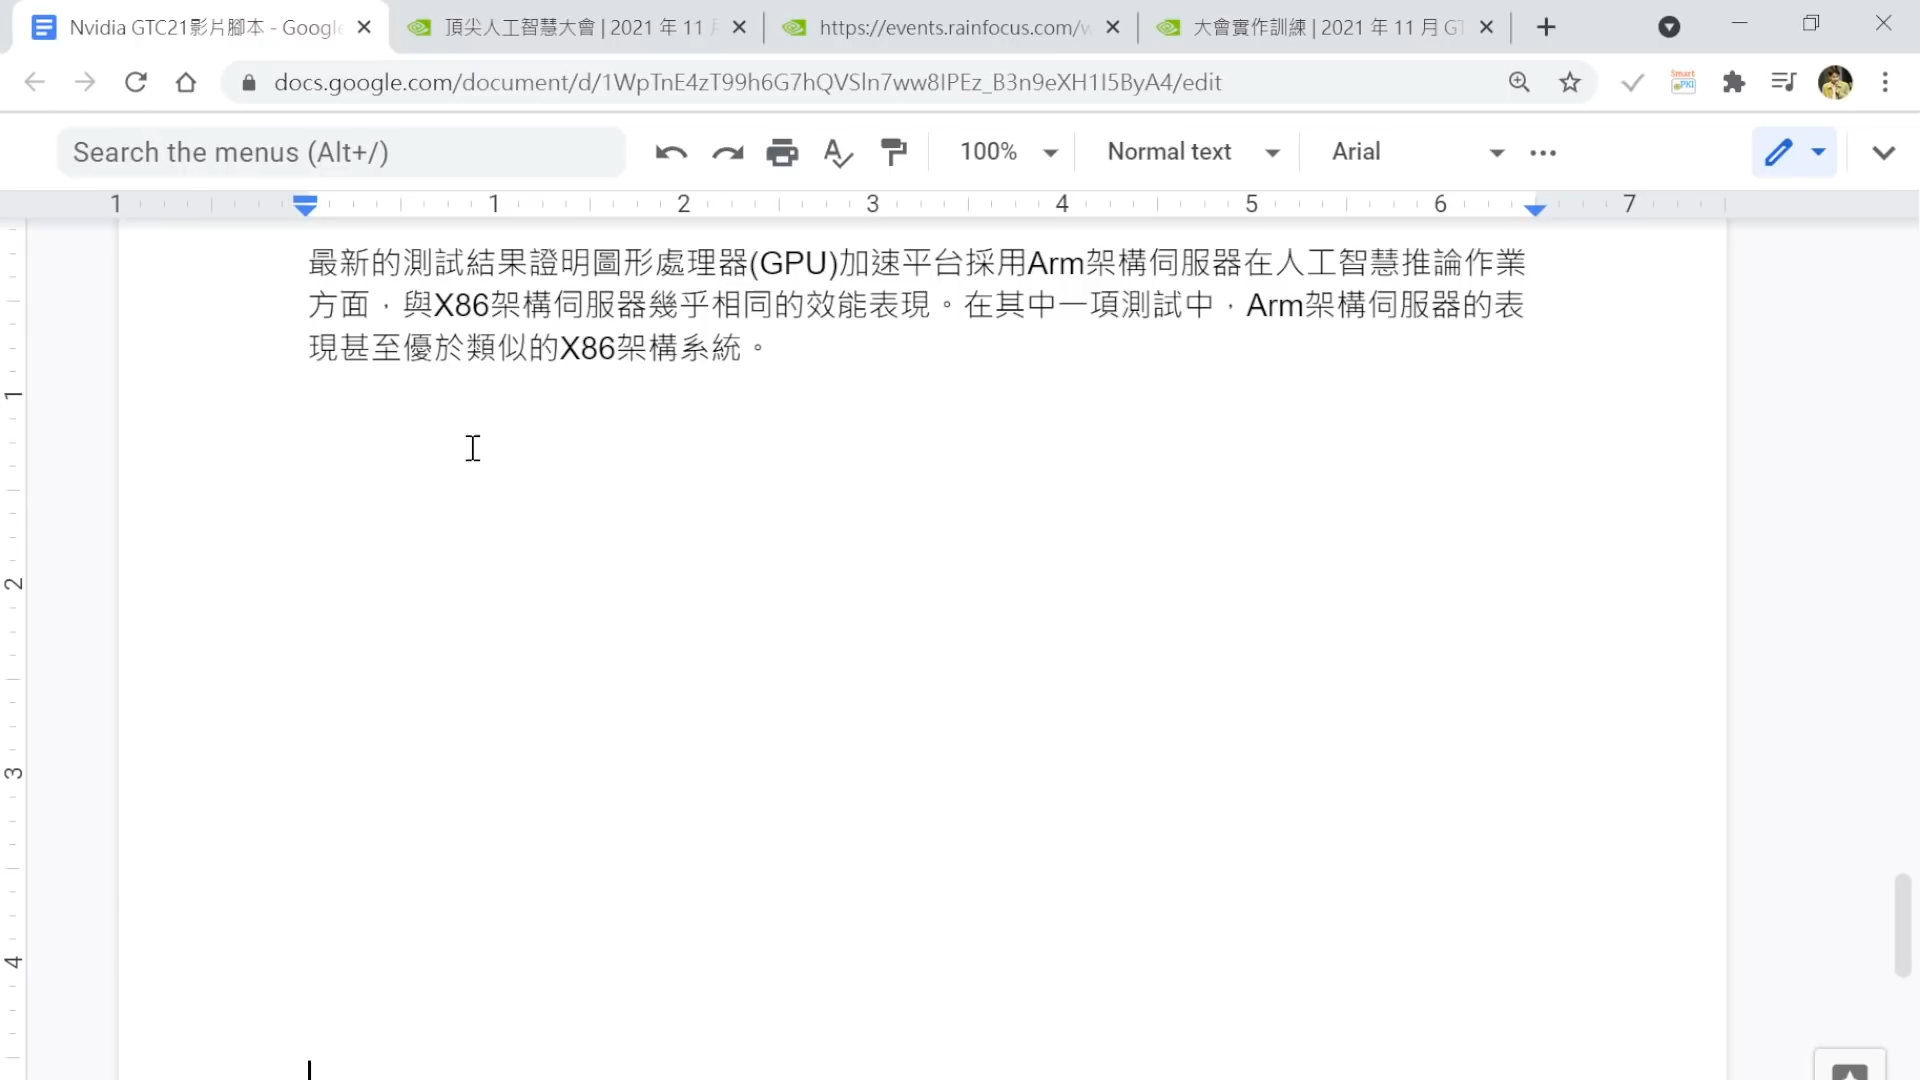 Nvidia GTC21影片腳本 - Google
頂尖人工智慧大會 | 2021 年 11 月
https://events.rainfocus.com/w
大會實作訓練 | 2021 年 11 月 GT
docs.google.com/document/d/1WpTnE4zT99h6G7hQVSln7ww8IPEz_B3n9eXH1I5ByA4/edit
Smart
ePKI
Search the menus (Alt+/)
100%
Normal text
Arial
1 1 2 3 4 5 6 7
最新的測試結果證明圖形處理器(GPU)加速平台採用Arm架構伺服器在人工智慧推論作業
方面，與X86架構伺服器幾乎相同的效能表現。在其中一項測試中，Arm架構伺服器的表
現甚至優於類似的X86架構系統。
1
2
3
4